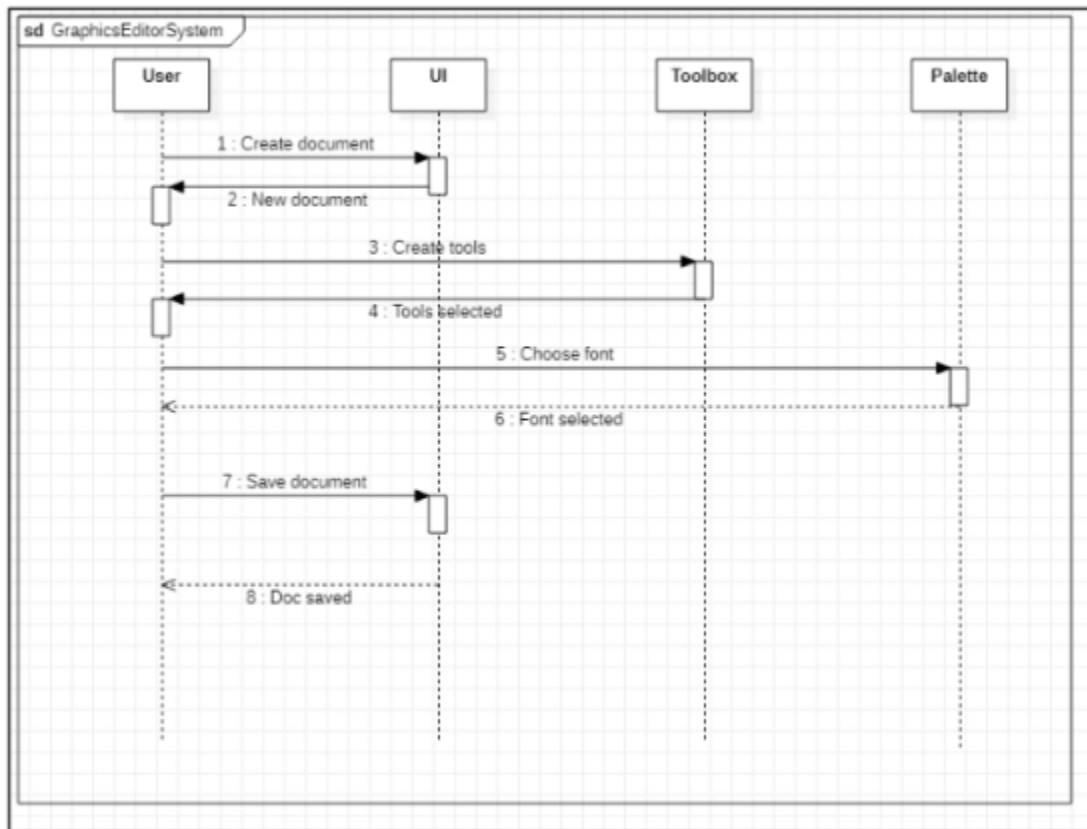 sd GraphicsEditorSystem
User UI Toolbox Palette
1 : Create document
2 : New document
3 : Create tools
4 : Tools selected
5 : Choose font
6 : Font selected
7 : Save document
8 : Doc saved